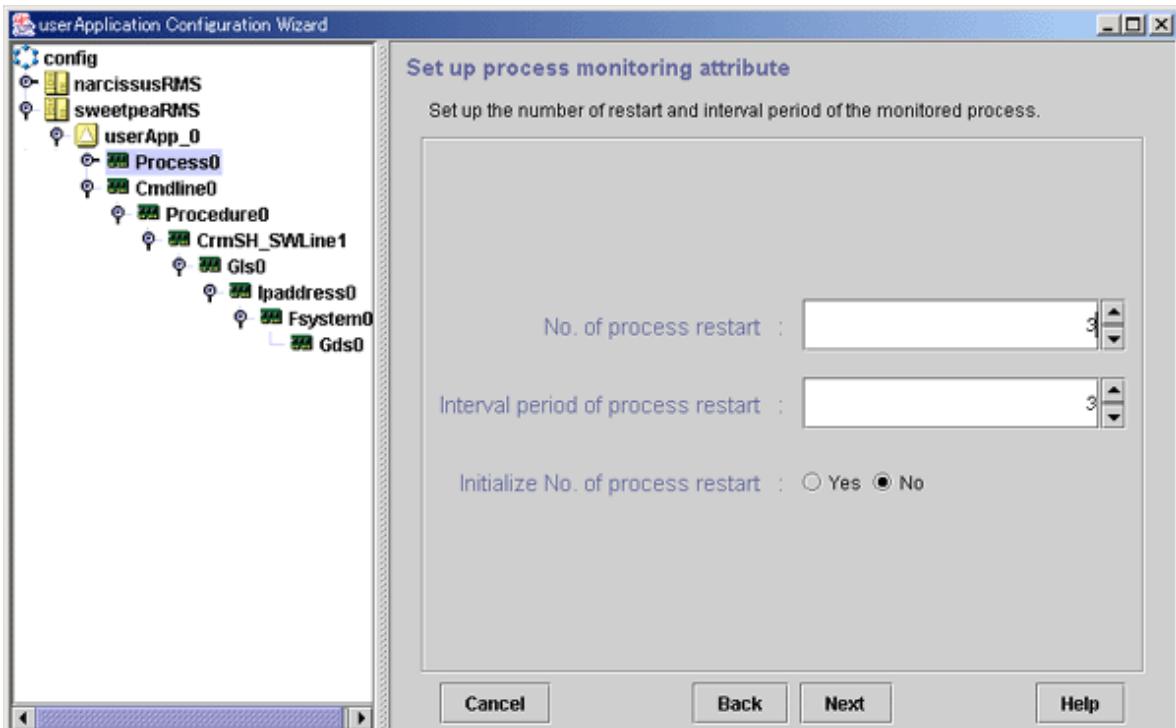 userApplication Configuration Wizard
config
narcissusRMS
sweetpeaRMS
userApp_0
Process0
Cmdline0
Procedure0
CrmSH_SWLine1
Gls0
Ipaddress0
Fsystem0
Gds0
Set up process monitoring attribute
Set up the number of restart and interval period of the monitored process.
No. of process restart : 3
Interval period of process restart : 3
Initialize No. of process restart : Yes No
Cancel Back Next Help